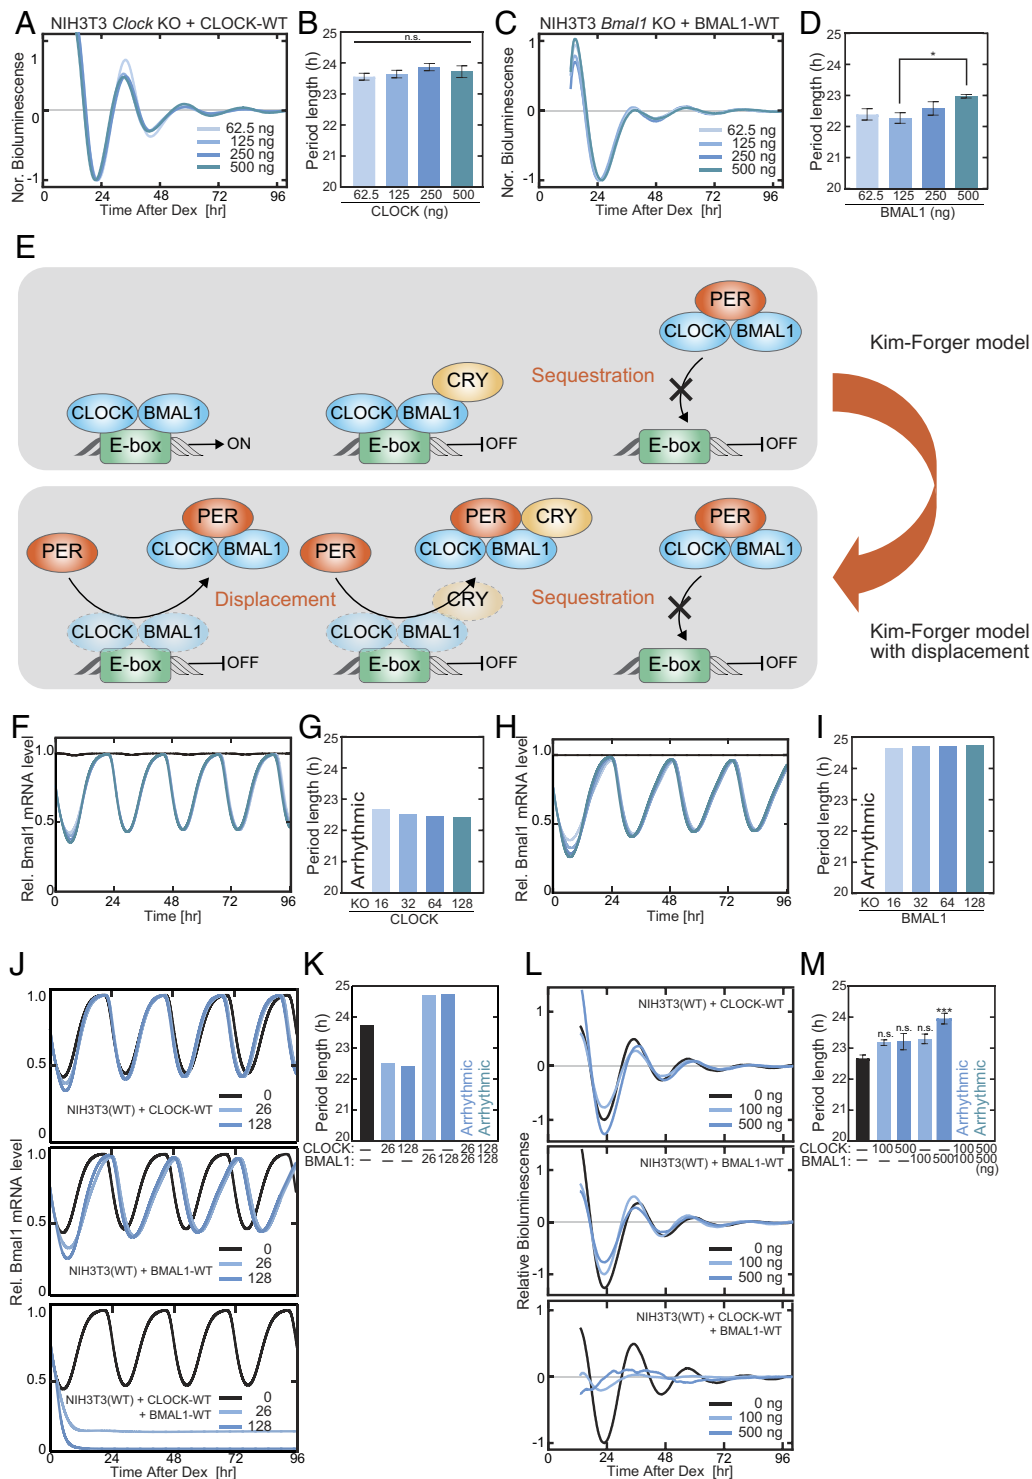 A
NIH3T3 Clock KO + CLOCK-WT
Nor. Bioluminescense
1
0
-1
62.5 ng
125 ng
250 ng
500 ng
0 24 48 72 96
Time After Dex [hr]
B
n.s.
Period length (h)
25
24
23
22
21
20
62.5 125 250 500
CLOCK (ng)
C
NIH3T3 Bmal1 KO + BMAL1-WT
Nor. Bioluminescense
1
0
-1
62.5 ng
125 ng
250 ng
500 ng
0 24 48 72 96
Time After Dex [hr]
D
*
Period length (h)
25
24
23
22
21
20
62.5 125 250 500
BMAL1 (ng)
E
CLOCK BMAL1
E-box
ON
CRY
CLOCK BMAL1
E-box
OFF
Sequestration
PER
CLOCK BMAL1
E-box
OFF
Kim-Forger model
PER
PER
CLOCK BMAL1
CLOCK BMAL1
E-box
OFF
Displacement
PER
PER CRY
CLOCK BMAL1
CRY
CLOCK BMAL1
E-box
OFF
Sequestration
PER
CLOCK BMAL1
E-box
OFF
Kim-Forger model
with displacement
F
Rel. Bmal1 mRNA level
1.0
0.5
0
0 24 48 72 96
Time [hr]
G
Period length (h)
25
24
23
22
21
20
Arrhythmic
KO 16 32 64 128
CLOCK
H
Rel. Bmal1 mRNA level
1.0
0.5
0
0 24 48 72 96
Time [hr]
I
Period length (h)
25
24
23
22
21
20
Arrhythmic
KO 16 32 64 128
BMAL1
J
Rel. Bmal1 mRNA level
1.0
0.5
0
NIH3T3(WT) + CLOCK-WT
0
26
128
1.0
0.5
0
NIH3T3(WT) + BMAL1-WT
0
26
128
1.0
0.5
0
NIH3T3(WT) + CLOCK-WT
+ BMAL1-WT
0
26
128
0 24 48 72 96
Time After Dex [hr]
K
Period length (h)
25
24
23
22
21
20
Arrhythmic
Arrhythmic
CLOCK: – 26 128 – – 26 128
BMAL1: – – – 26 128 26 128
L
Relative Bioluminescense
NIH3T3(WT) + CLOCK-WT
1
0
-1
0 ng
100 ng
500 ng
NIH3T3(WT) + BMAL1-WT
1
0
-1
0 ng
100 ng
500 ng
NIH3T3(WT) + CLOCK-WT
+ BMAL1-WT
1
0
-1
0 ng
100 ng
500 ng
0 24 48 72 96
Time After Dex [hr]
M
Period length (h)
25
24
23
22
21
20
n.s. n.s. n.s. ***
Arrhythmic
Arrhythmic
CLOCK: – 100 500 – – 100 500
BMAL1: – – – 100 500 100 500
(ng)